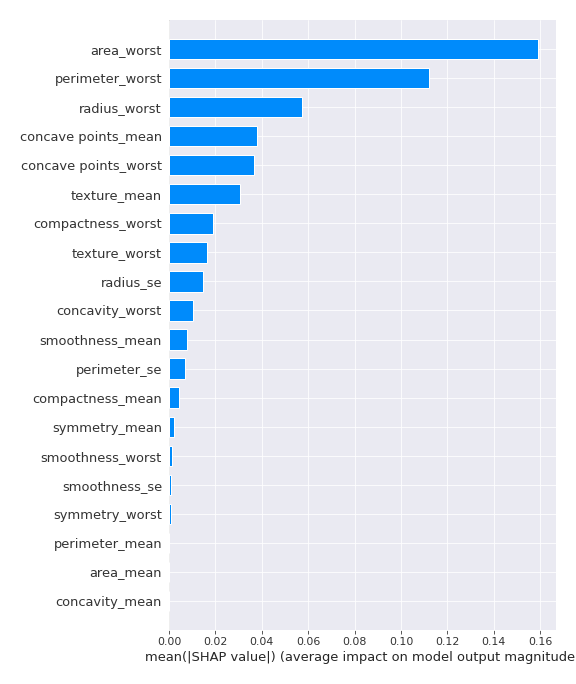 area_worst
perimeter_worst
radius_worst
concave points_mean
concave points_worst
texture_mean
compactness_worst
texture_worst
radius_se
concavity_worst
smoothness_mean
perimeter_se
compactness_mean
symmetry_mean
smoothness_worst
smoothness_se
symmetry_worst
perimeter_mean
area_mean
concavity_mean
0.00 0.02 0.04 0.06 0.08 0.10 0.12 0.14 0.16
mean(|SHAP value|) (average impact on model output magnitude